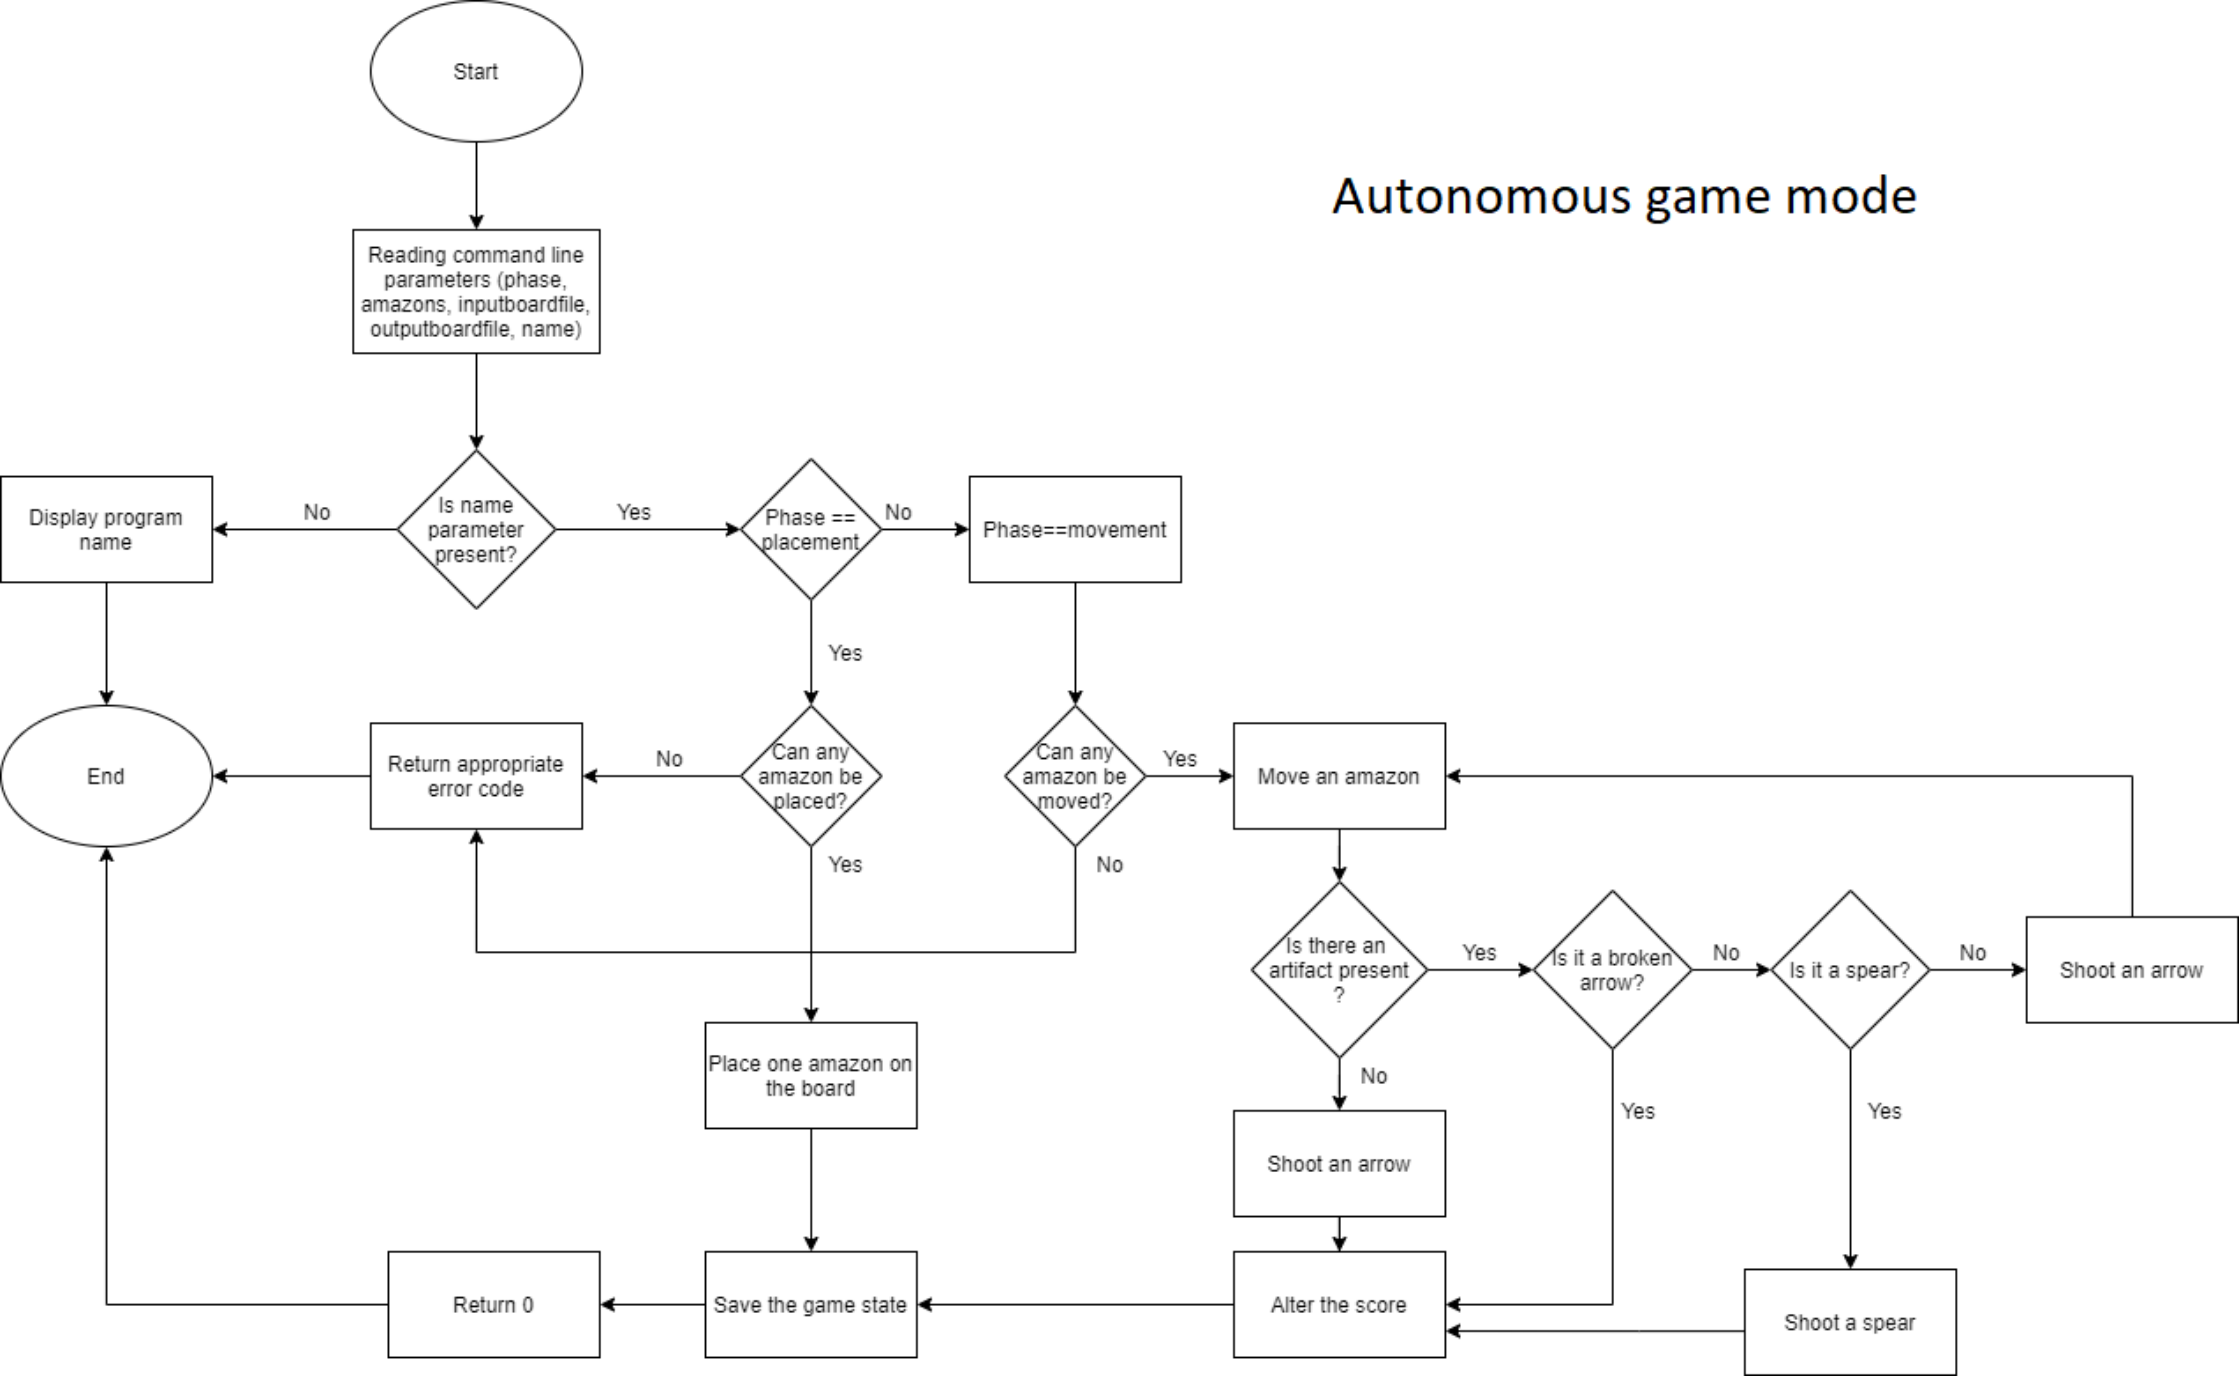 Start
Autonomous game mode
Reading command line
parameters (phase,
amazons, inputboardfile,
outputboardfile, name)
Display program
name
No
Is name
parameter
present?
Yes
Phase ==
placement
No
Phase==movement
Yes
End
Return appropriate
error code
No
Can any
amazon be
placed?
Can any
amazon be
moved?
Yes
Move an amazon
Yes
No
Is there an
artifact present
?
Yes
Is it a broken
arrow?
No
Is it a spear?
No
Shoot an arrow
Place one amazon on
the board
No
Yes
Yes
Shoot an arrow
Return 0
Save the game state
Alter the score
Shoot a spear